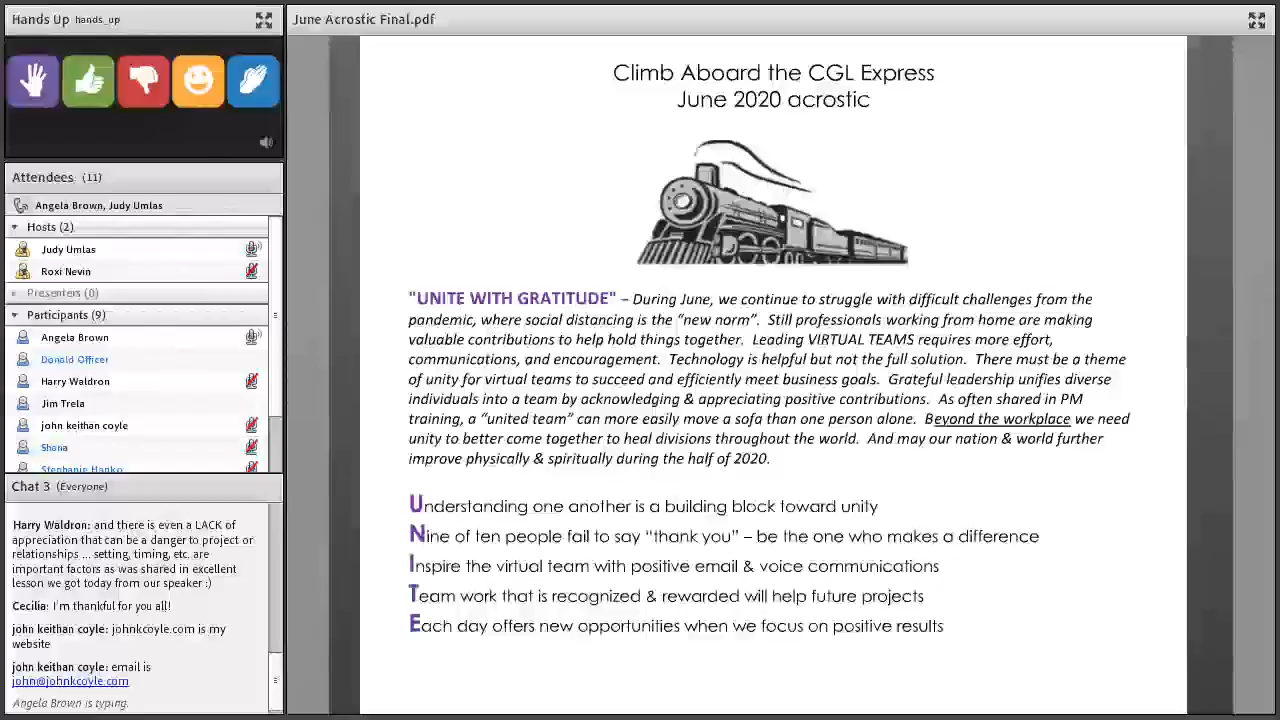 Hands Up hands_up
Attendees (11)
Angela Brown, Judy Umlas
Hosts (2)
Judy Umlas
Roxi Nevin
Presenters (0)
Participants (9)
Angela Brown
Donald Officer
Harry Waldron
Jim Trela
john keithan coyle
Shana
Stephanie Hanko
Chat 3 (Everyone)
Harry Waldron: and there is even a LACK of
appreciation that can be a danger to project or
relationships ... setting, timing, etc. are
important factors as was shared in excellent
lesson we got today from our speaker :)
Cecilia: I'm thankful for you all!
john keithan coyle: johnkcoyle.com is my
website
john keithan coyle: email is
john@johnkcoyle.com
Angela Brown is typing.
June Acrostic Final.pdf
Climb Aboard the CGL Express
June 2020 acrostic
"UNITE WITH GRATITUDE" – During June, we continue to struggle with difficult challenges from the
pandemic, where social distancing is the “new norm”. Still professionals working from home are making
valuable contributions to help hold things together. Leading VIRTUAL TEAMS requires more effort,
communications, and encouragement. Technology is helpful but not the full solution. There must be a theme
of unity for virtual teams to succeed and efficiently meet business goals. Grateful leadership unifies diverse
individuals into a team by acknowledging & appreciating positive contributions. As often shared in PM
training, a “united team” can more easily move a sofa than one person alone. Beyond the workplace we need
unity to better come together to heal divisions throughout the world. And may our nation & world further
improve physically & spiritually during the half of 2020.
Understanding one another is a building block toward unity
Nine of ten people fail to say “thank you” – be the one who makes a difference
Inspire the virtual team with positive email & voice communications
Team work that is recognized & rewarded will help future projects
Each day offers new opportunities when we focus on positive results